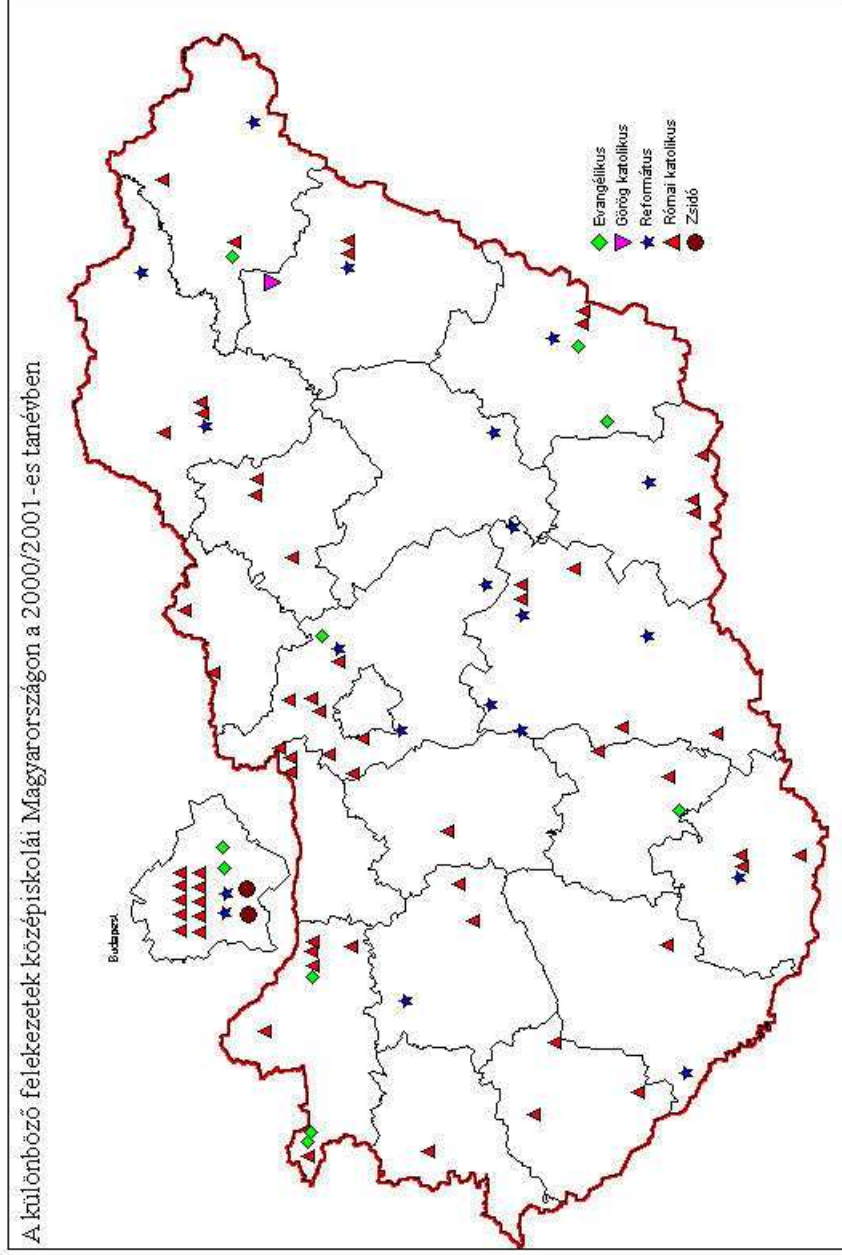 A különböző felekezetek középiskolái Magyarországon a 2000/2001-es tanévben
Budapest
Evangélikus
Görög katolikus
Református
Római katolikus
Zsidó